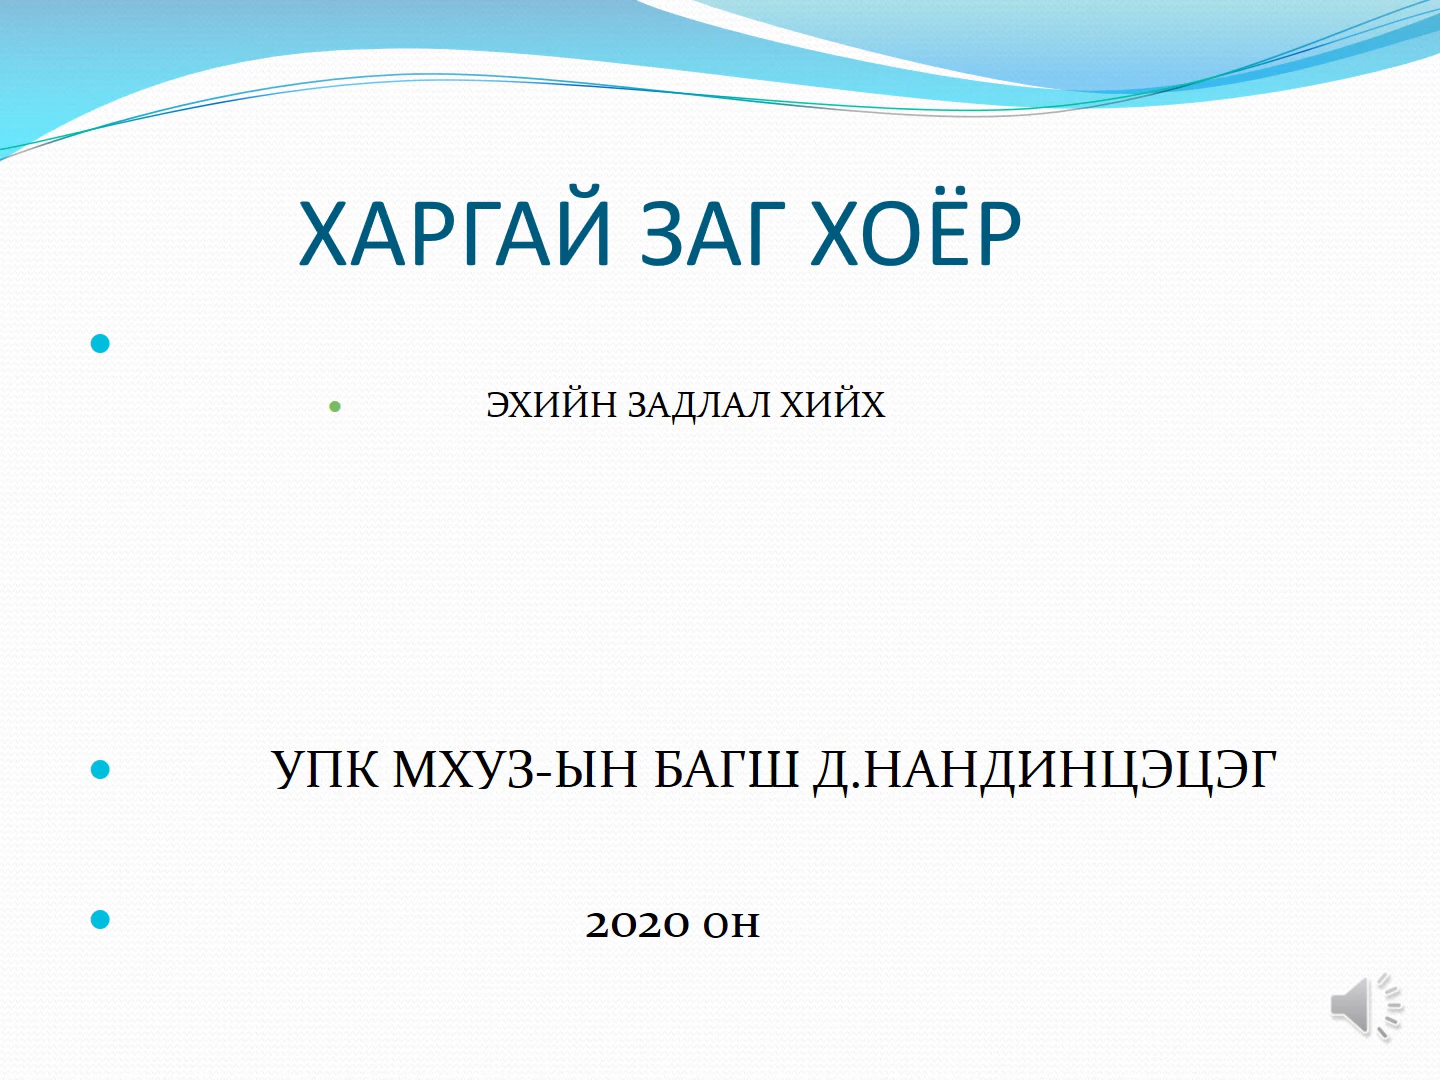 ХАРГАЙ ЗАГ ХОЁР
ЭХИЙН ЗАДЛАЛ ХИЙХ
УПК МХУЗ-ЫН БАГШ Д.НАНДИНЦЭЦЭГ
2020 он